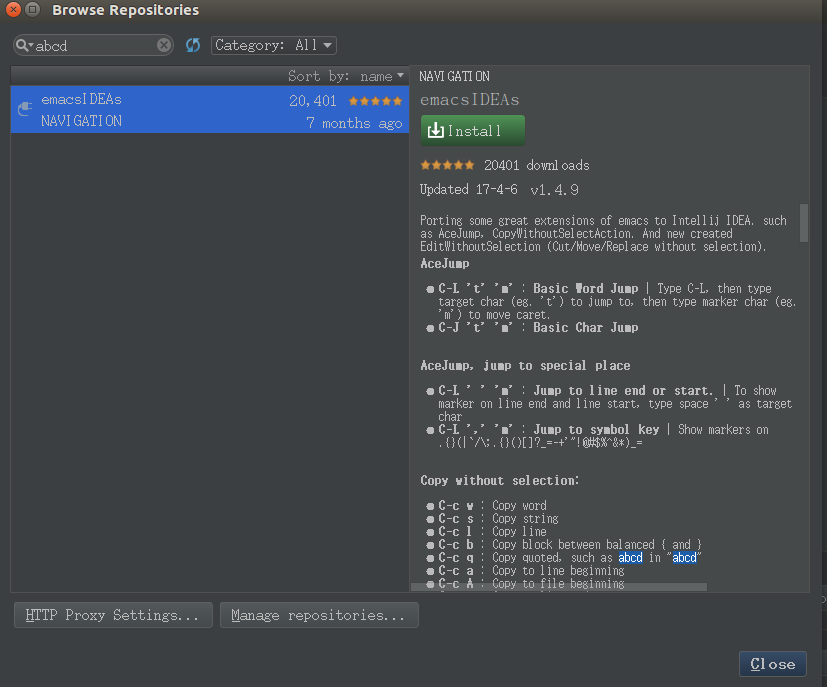 Browse Repositories
abcd
Category: All
Sort by: name
emacsIDEAs
20,401
NAVIGATION
7 months ago
NAVIGATION
emacsIDEAs
Install
20401 downloads
Updated 17-4-6 v1.4.9
Porting some great extensions of emacs to Intellij IDEA. such
as AceJump, CopyWithoutSelectAction. And new created
EditWithoutSelection (Cut/Move/Replace without selection).
AceJump
C-L 't' 'm' : Basic Word Jump | Type C-L, then type
target char (eg. 't') to jump to, then type marker char (eg.
'm') to move caret.
C-J 't' 'm' : Basic Char Jump
AceJump, jump to special place
C-L ' ' 'm' : Jump to line end or start. | To show
marker on line end and line start, type space ' ' as target
char
C-L ',' 'm' : Jump to symbol key | Show markers on
.{}(|`/\;.{}()[]?_=-+'"!@#$%^&*)_=
Copy without selection:
C-c w : Copy word
C-c s : Copy string
C-c l : Copy line
C-c b : Copy block between balanced { and }
C-c q : Copy quoted, such as abcd in "abcd"
C-c a : Copy to line beginning
C-c A : Copy to file beginning
HTTP Proxy Settings...
Manage repositories...
Close